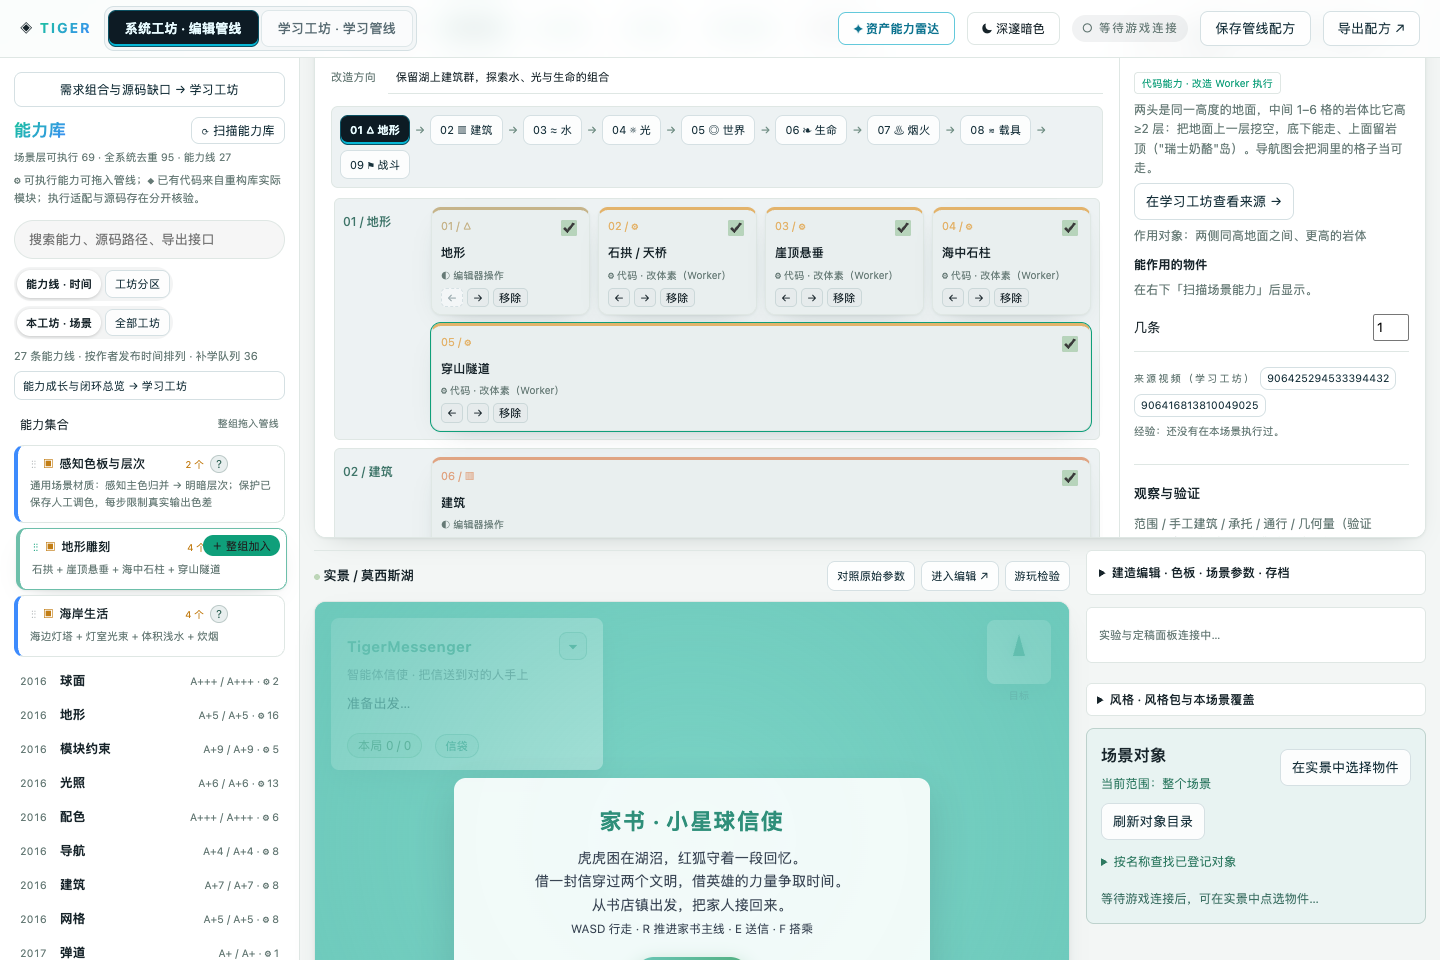 ◈ TIGER
系统工坊 · 编辑管线
学习工坊 · 学习管线
✦ 资产能力雷达
深邃暗色
等待游戏连接
保存管线配方
导出配方 ↗
需求组合与源码缺口 → 学习工坊
能力库
⟳ 扫描能力库
场景层可执行 69 · 全系统去重 95 · 能力线 27
⚙ 可执行能力可拖入管线；◆ 已有代码来自重构库实际
模块；执行适配与源码存在分开核验。
搜索能力、源码路径、导出接口
能力线 · 时间
工坊分区
本工坊 · 场景
全部工坊
27 条能力线 · 按作者发布时间排列 · 补学队列 36
能力成长与闭环总览 → 学习工坊
能力集合
整组拖入管线
感知色板与层次
2 个 ?
通用场景材质：感知主色归并 → 明暗层次；保护已
保存人工调色，每步限制真实输出色差
地形雕刻
4 个
+ 整组加入
石拱 + 崖顶悬垂 + 海中石柱 + 穿山隧道
海岸生活
4 个 ?
海边灯塔 + 灯室光束 + 体积浅水 + 炊烟
2016 球面 A+++ / A+++ · ⚙ 2
2016 地形 A+5 / A+5 · ⚙ 16
2016 模块约束 A+9 / A+9 · ⚙ 5
2016 光照 A+6 / A+6 · ⚙ 13
2016 配色 A+++ / A+++ · ⚙ 6
2016 导航 A+4 / A+4 · ⚙ 8
2016 建筑 A+7 / A+7 · ⚙ 8
2016 网格 A+5 / A+5 · ⚙ 8
2017 弹道 A+ / A+ · ⚙ 1
改造方向
保留湖上建筑群，探索水、光与生命的组合
01 △ 地形 →
02 ▥ 建筑 →
03 ≈ 水 →
04 ☀ 光 →
05 ◎ 世界 →
06 ❧ 生命 →
07 ♨ 烟火 →
08 ≋ 载具 →
09 ⚑ 战斗
01 / 地形
01 / △
地形
◐ 编辑器操作
← → 移除
02 / ⚙
石拱 / 天桥
⚙ 代码 · 改体素（Worker）
← → 移除
03 / ⚙
崖顶悬垂
⚙ 代码 · 改体素（Worker）
← → 移除
04 / ⚙
海中石柱
⚙ 代码 · 改体素（Worker）
← → 移除
05 / ⚙
穿山隧道
⚙ 代码 · 改体素（Worker）
← → 移除
02 / 建筑
06 / ▥
建筑
◐ 编辑器操作
代码能力 · 改造 Worker 执行
两头是同一高度的地面，中间 1–6 格的岩体比它高
≥2 层：把地面上一层挖空，底下能走、上面留岩
顶（"瑞士奶酪"岛）。导航图会把洞里的格子当可
走。
在学习工坊查看来源 →
作用对象：两侧同高地面之间、更高的岩体
能作用的物件
在右下「扫描场景能力」后显示。
几条
1
来源视频（学习工坊） 906425294533394432
906416813810049025
经验：还没有在本场景执行过。
观察与验证
范围 / 手工建筑 / 承托 / 通行 / 几何量（验证
实景 / 莫西斯湖
对照原始参数
进入编辑 ↗
游玩检验
TigerMessenger
智能体信使 · 把信送到对的人手上
准备出发...
本局 0 / 0
信袋
目标
家书 · 小星球信使
虎虎困在湖沼，红狐守着一段回忆。
借一封信穿过两个文明，借英雄的力量争取时间。
从书店镇出发，把家人接回来。
WASD 行走 · R 推进家书主线 · E 送信 · F 搭乘
▶ 建造编辑 · 色板 · 场景参数 · 存档
实验与定稿面板连接中...
▶ 风格 · 风格包与本场景覆盖
场景对象
当前范围：整个场景
在实景中选择物件
刷新对象目录
▶ 按名称查找已登记对象
等待游戏连接后，可在实景中点选物件...